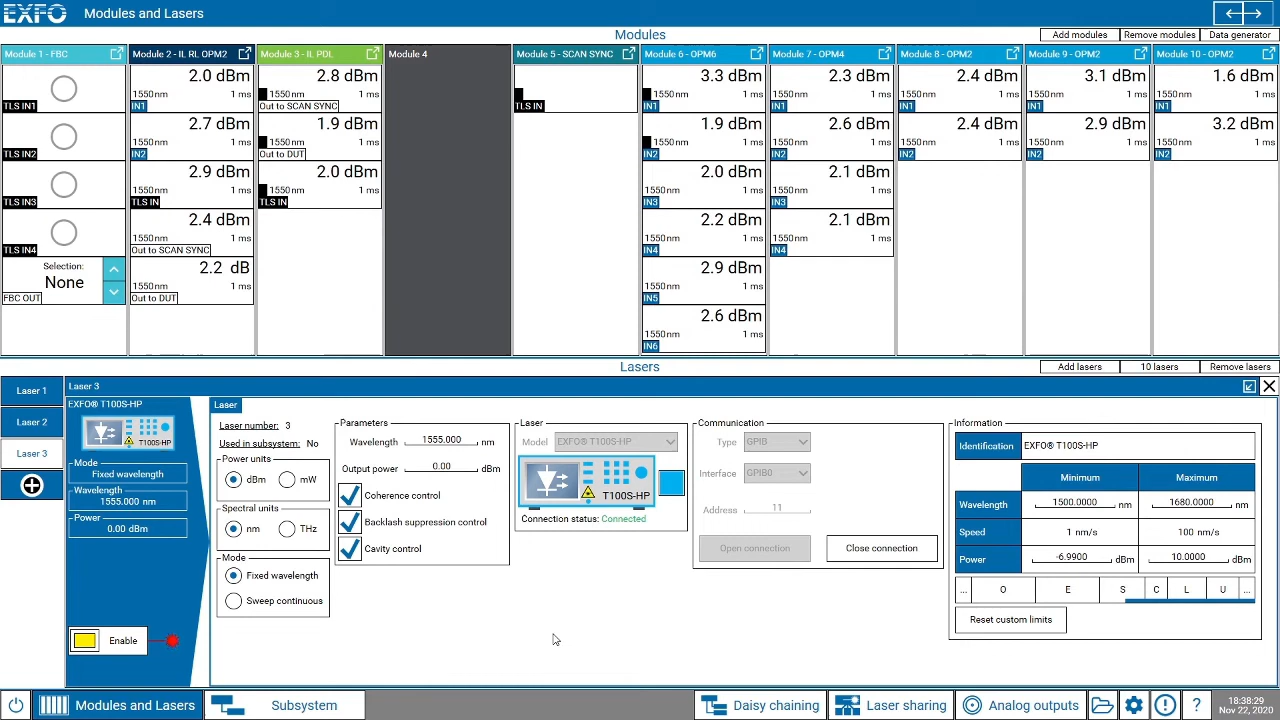 EXFO Modules and Lasers
Modules
Add modules Remove modules Data generator
Module 1 - FBC
TLS IN1
TLS IN2
TLS IN3
TLS IN4
Selection:
None
FBC OUT
Module 2 - IL RL OPM2
2.0 dBm
1550nm 1 ms
IN1
2.7 dBm
1550nm 1 ms
IN2
2.9 dBm
1550nm 1 ms
TLS IN
2.4 dBm
1550nm 1 ms
Out to SCAN SYNC
2.2 dB
1550nm 1 ms
Out to DUT
Module 3 - IL PDL
2.8 dBm
1550nm 1 ms
Out to SCAN SYNC
1.9 dBm
1550nm 1 ms
Out to DUT
2.0 dBm
1550nm 1 ms
TLS IN
Module 4
Module 5 - SCAN SYNC
TLS IN
Module 6 - OPM6
3.3 dBm
1550nm 1 ms
IN1
1.9 dBm
1550nm 1 ms
IN2
2.0 dBm
1550nm 1 ms
IN3
2.2 dBm
1550nm 1 ms
IN4
2.9 dBm
1550nm 1 ms
IN5
2.6 dBm
1550nm 1 ms
IN6
Module 7 - OPM4
2.3 dBm
1550nm 1 ms
IN1
2.6 dBm
1550nm 1 ms
IN2
2.1 dBm
1550nm 1 ms
IN3
2.1 dBm
1550nm 1 ms
IN4
Module 8 - OPM2
2.4 dBm
1550nm 1 ms
IN1
2.4 dBm
1550nm 1 ms
IN2
Module 9 - OPM2
3.1 dBm
1550nm 1 ms
IN1
2.9 dBm
1550nm 1 ms
IN2
Module 10 - OPM2
1.6 dBm
1550nm 1 ms
IN1
3.2 dBm
1550nm 1 ms
IN2
Lasers
Add lasers 10 lasers Remove lasers
Laser 1
Laser 2
Laser 3
Laser 3
EXFO® T100S-HP
T100S-HP
Mode
Fixed wavelength
Wavelength
1555.000 nm
Power
0.00 dBm
Enable
Laser
Laser number: 3
Used in subsystem: No
Power units
dBm mW
Spectral units
nm THz
Mode
Fixed wavelength
Sweep continuous
Parameters
Wavelength 1555.000 nm
Output power 0.00 dBm
Coherence control
Backlash suppression control
Cavity control
Laser
Model EXFO® T100S-HP
T100S-HP
Connection status: Connected
Communication
Type GPIB
Interface GPIB0
Address 11
Open connection Close connection
Information
Identification EXFO® T100S-HP
Minimum Maximum
Wavelength 1500.0000 nm 1680.0000 nm
Speed 1 nm/s 100 nm/s
Power -6.9900 dBm 10.0000 dBm
... O E S C L U ...
Reset custom limits
Modules and Lasers Subsystem Daisy chaining Laser sharing Analog outputs ?
18:38:29
Nov 22, 2020